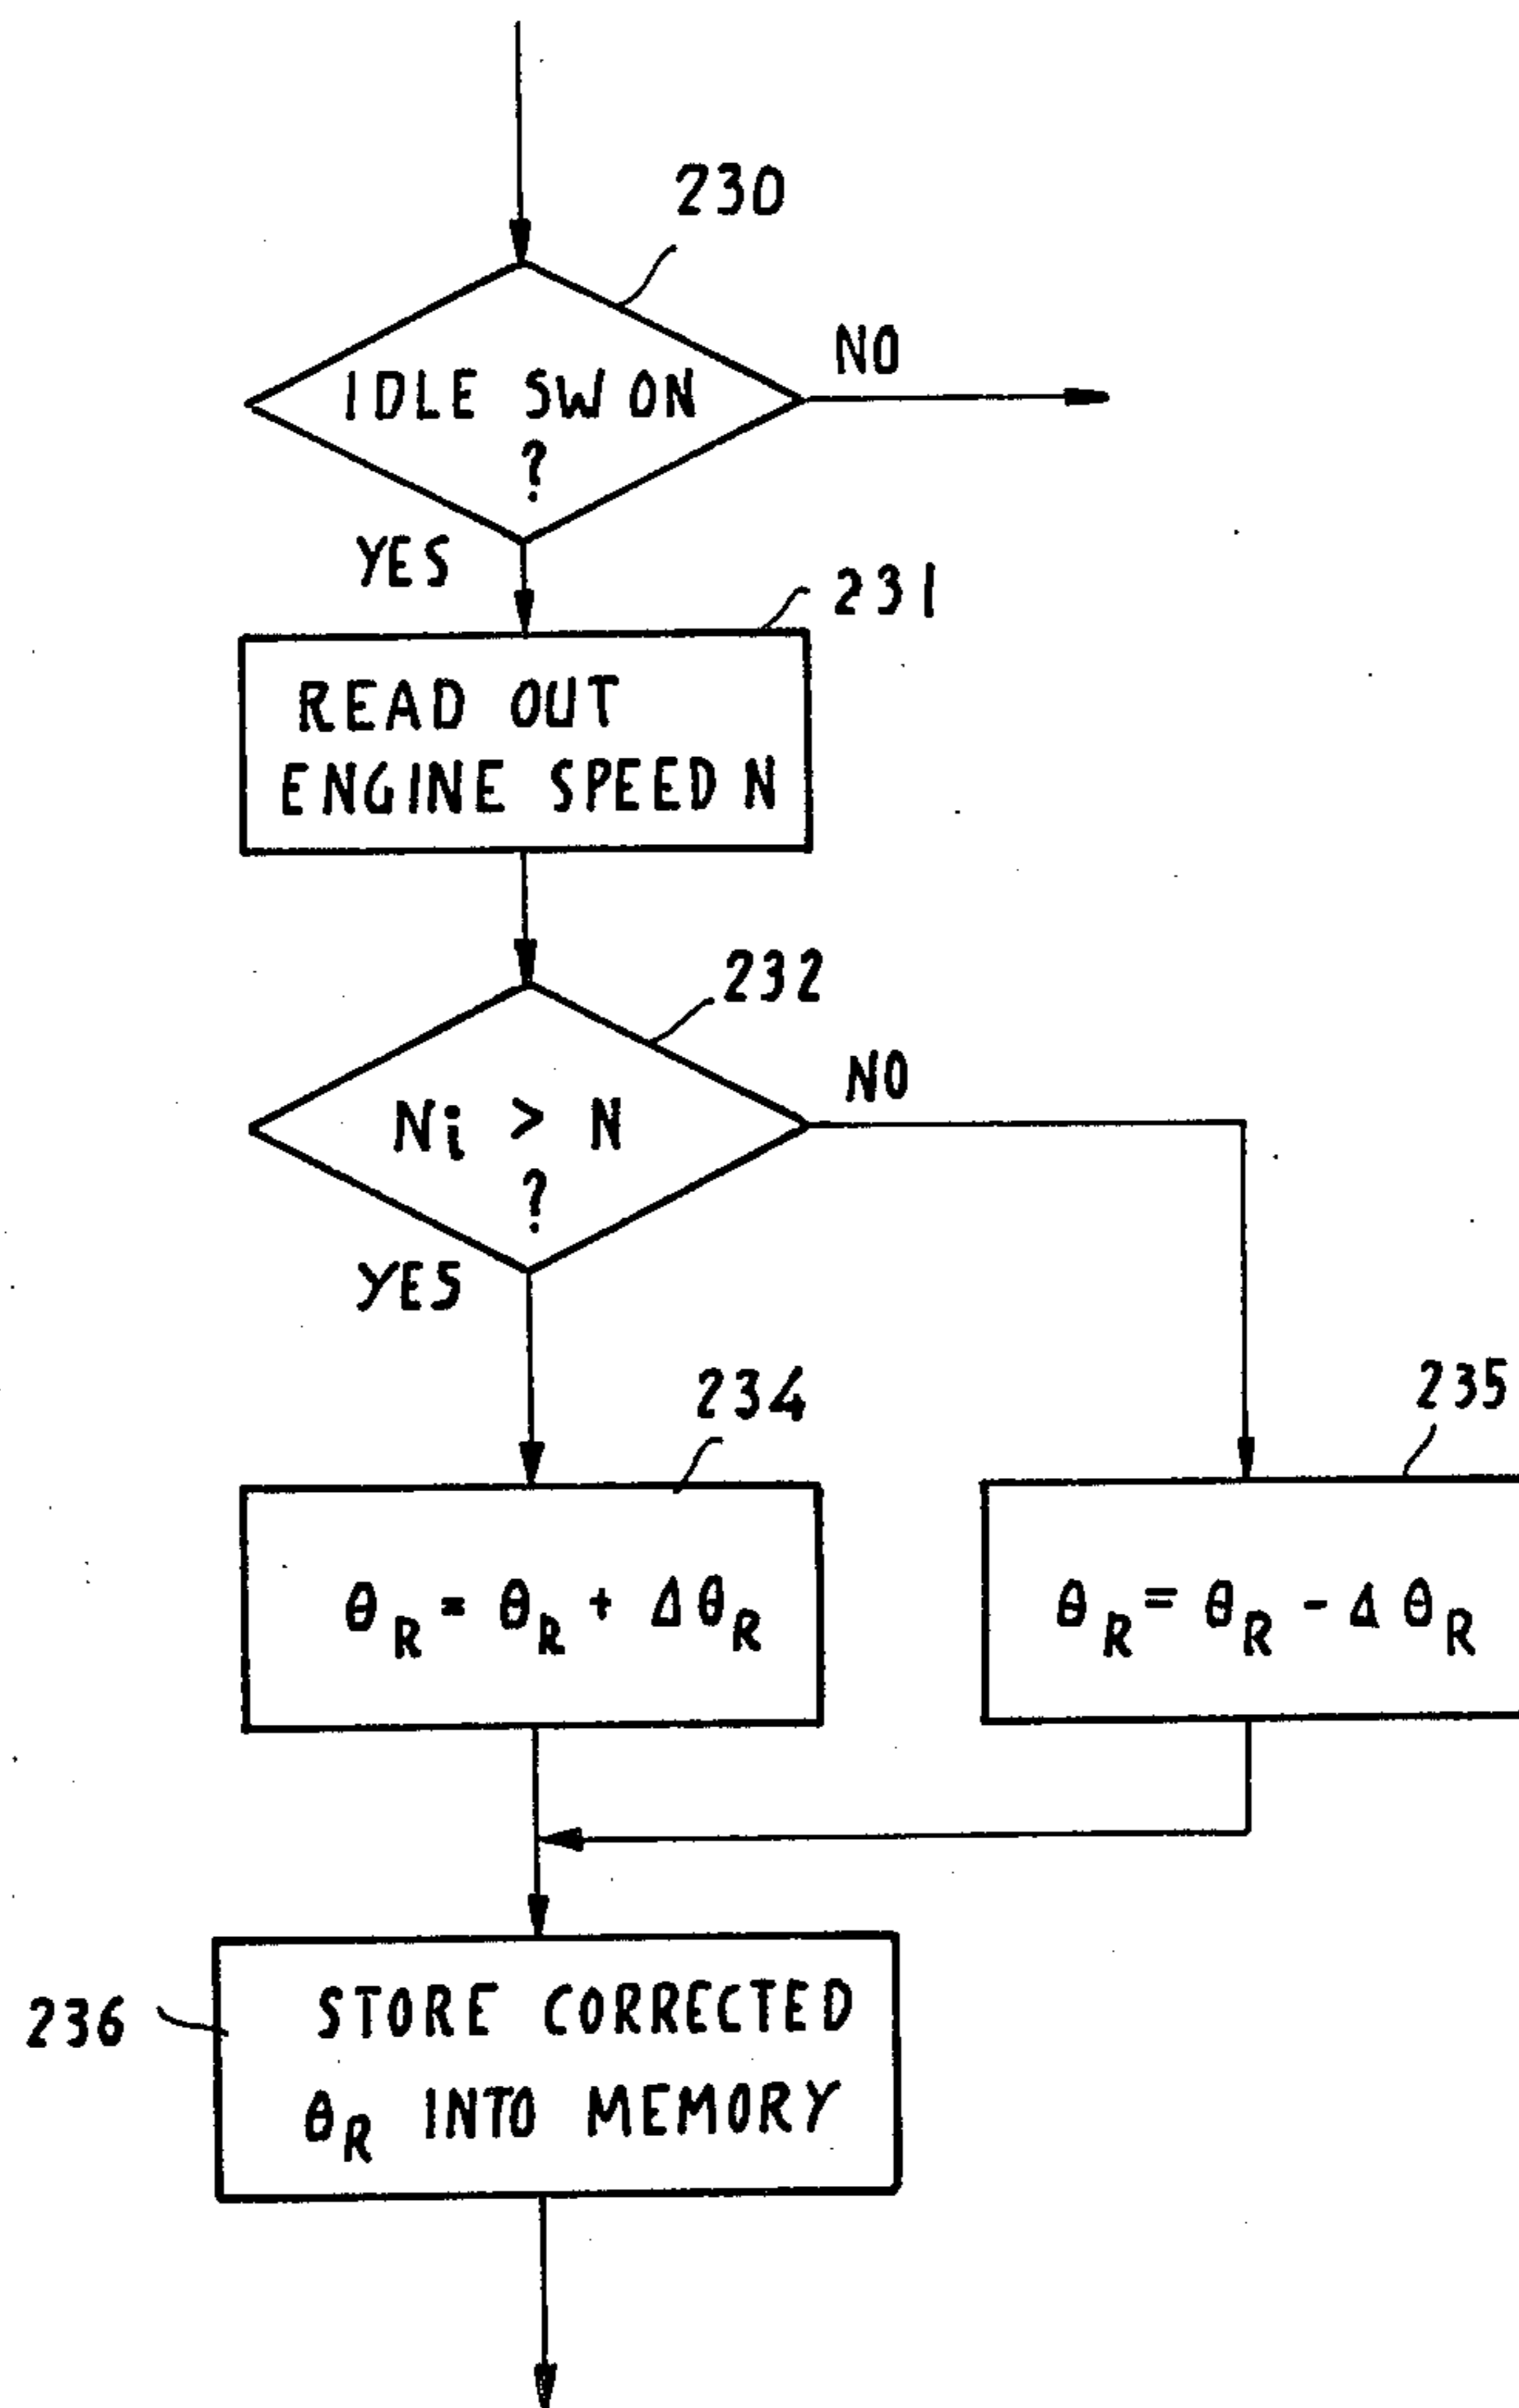 230
IDLE SW ON
?
NO
YES
231
READ OUT
ENGINE SPEED N
232
Ni > N
?
NO
YES
234
θR = θR + ΔθR
235
θR = θR - ΔθR
236
STORE CORRECTED
θR INTO MEMORY